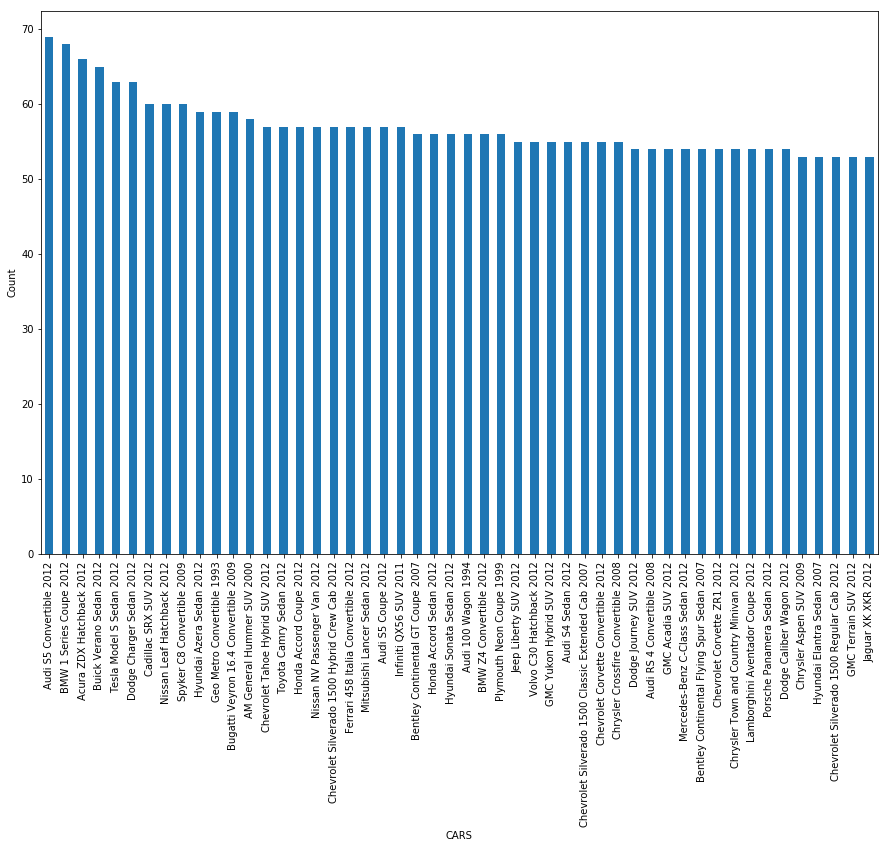 70
60
50
40
30
20
10
0
Count
Audi S5 Convertible 2012
BMW 1 Series Coupe 2012
Acura ZDX Hatchback 2012
Buick Verano Sedan 2012
Tesla Model S Sedan 2012
Dodge Charger Sedan 2012
Cadillac SRX SUV 2012
Nissan Leaf Hatchback 2012
Spyker C8 Convertible 2009
Hyundai Azera Sedan 2012
Geo Metro Convertible 1993
Bugatti Veyron 16.4 Convertible 2009
AM General Hummer SUV 2000
Chevrolet Tahoe Hybrid SUV 2012
Toyota Camry Sedan 2012
Honda Accord Coupe 2012
Nissan NV Passenger Van 2012
Chevrolet Silverado 1500 Hybrid Crew Cab 2012
Ferrari 458 Italia Convertible 2012
Mitsubishi Lancer Sedan 2012
Audi S5 Coupe 2012
Infiniti QX56 SUV 2011
Bentley Continental GT Coupe 2007
Honda Accord Sedan 2012
Hyundai Sonata Sedan 2012
Audi 100 Wagon 1994
BMW Z4 Convertible 2012
Plymouth Neon Coupe 1999
Jeep Liberty SUV 2012
Volvo C30 Hatchback 2012
GMC Yukon Hybrid SUV 2012
Audi S4 Sedan 2012
Chevrolet Silverado 1500 Classic Extended Cab 2007
Chevrolet Corvette Convertible 2012
Chrysler Crossfire Convertible 2008
Dodge Journey SUV 2012
Audi RS 4 Convertible 2008
GMC Acadia SUV 2012
Mercedes-Benz C-Class Sedan 2012
Bentley Continental Flying Spur Sedan 2007
Chevrolet Corvette ZR1 2012
Chrysler Town and Country Minivan 2012
Lamborghini Aventador Coupe 2012
Porsche Panamera Sedan 2012
Dodge Caliber Wagon 2012
Chrysler Aspen SUV 2009
Hyundai Elantra Sedan 2007
Chevrolet Silverado 1500 Regular Cab 2012
GMC Terrain SUV 2012
Jaguar XK XKR 2012
CARS